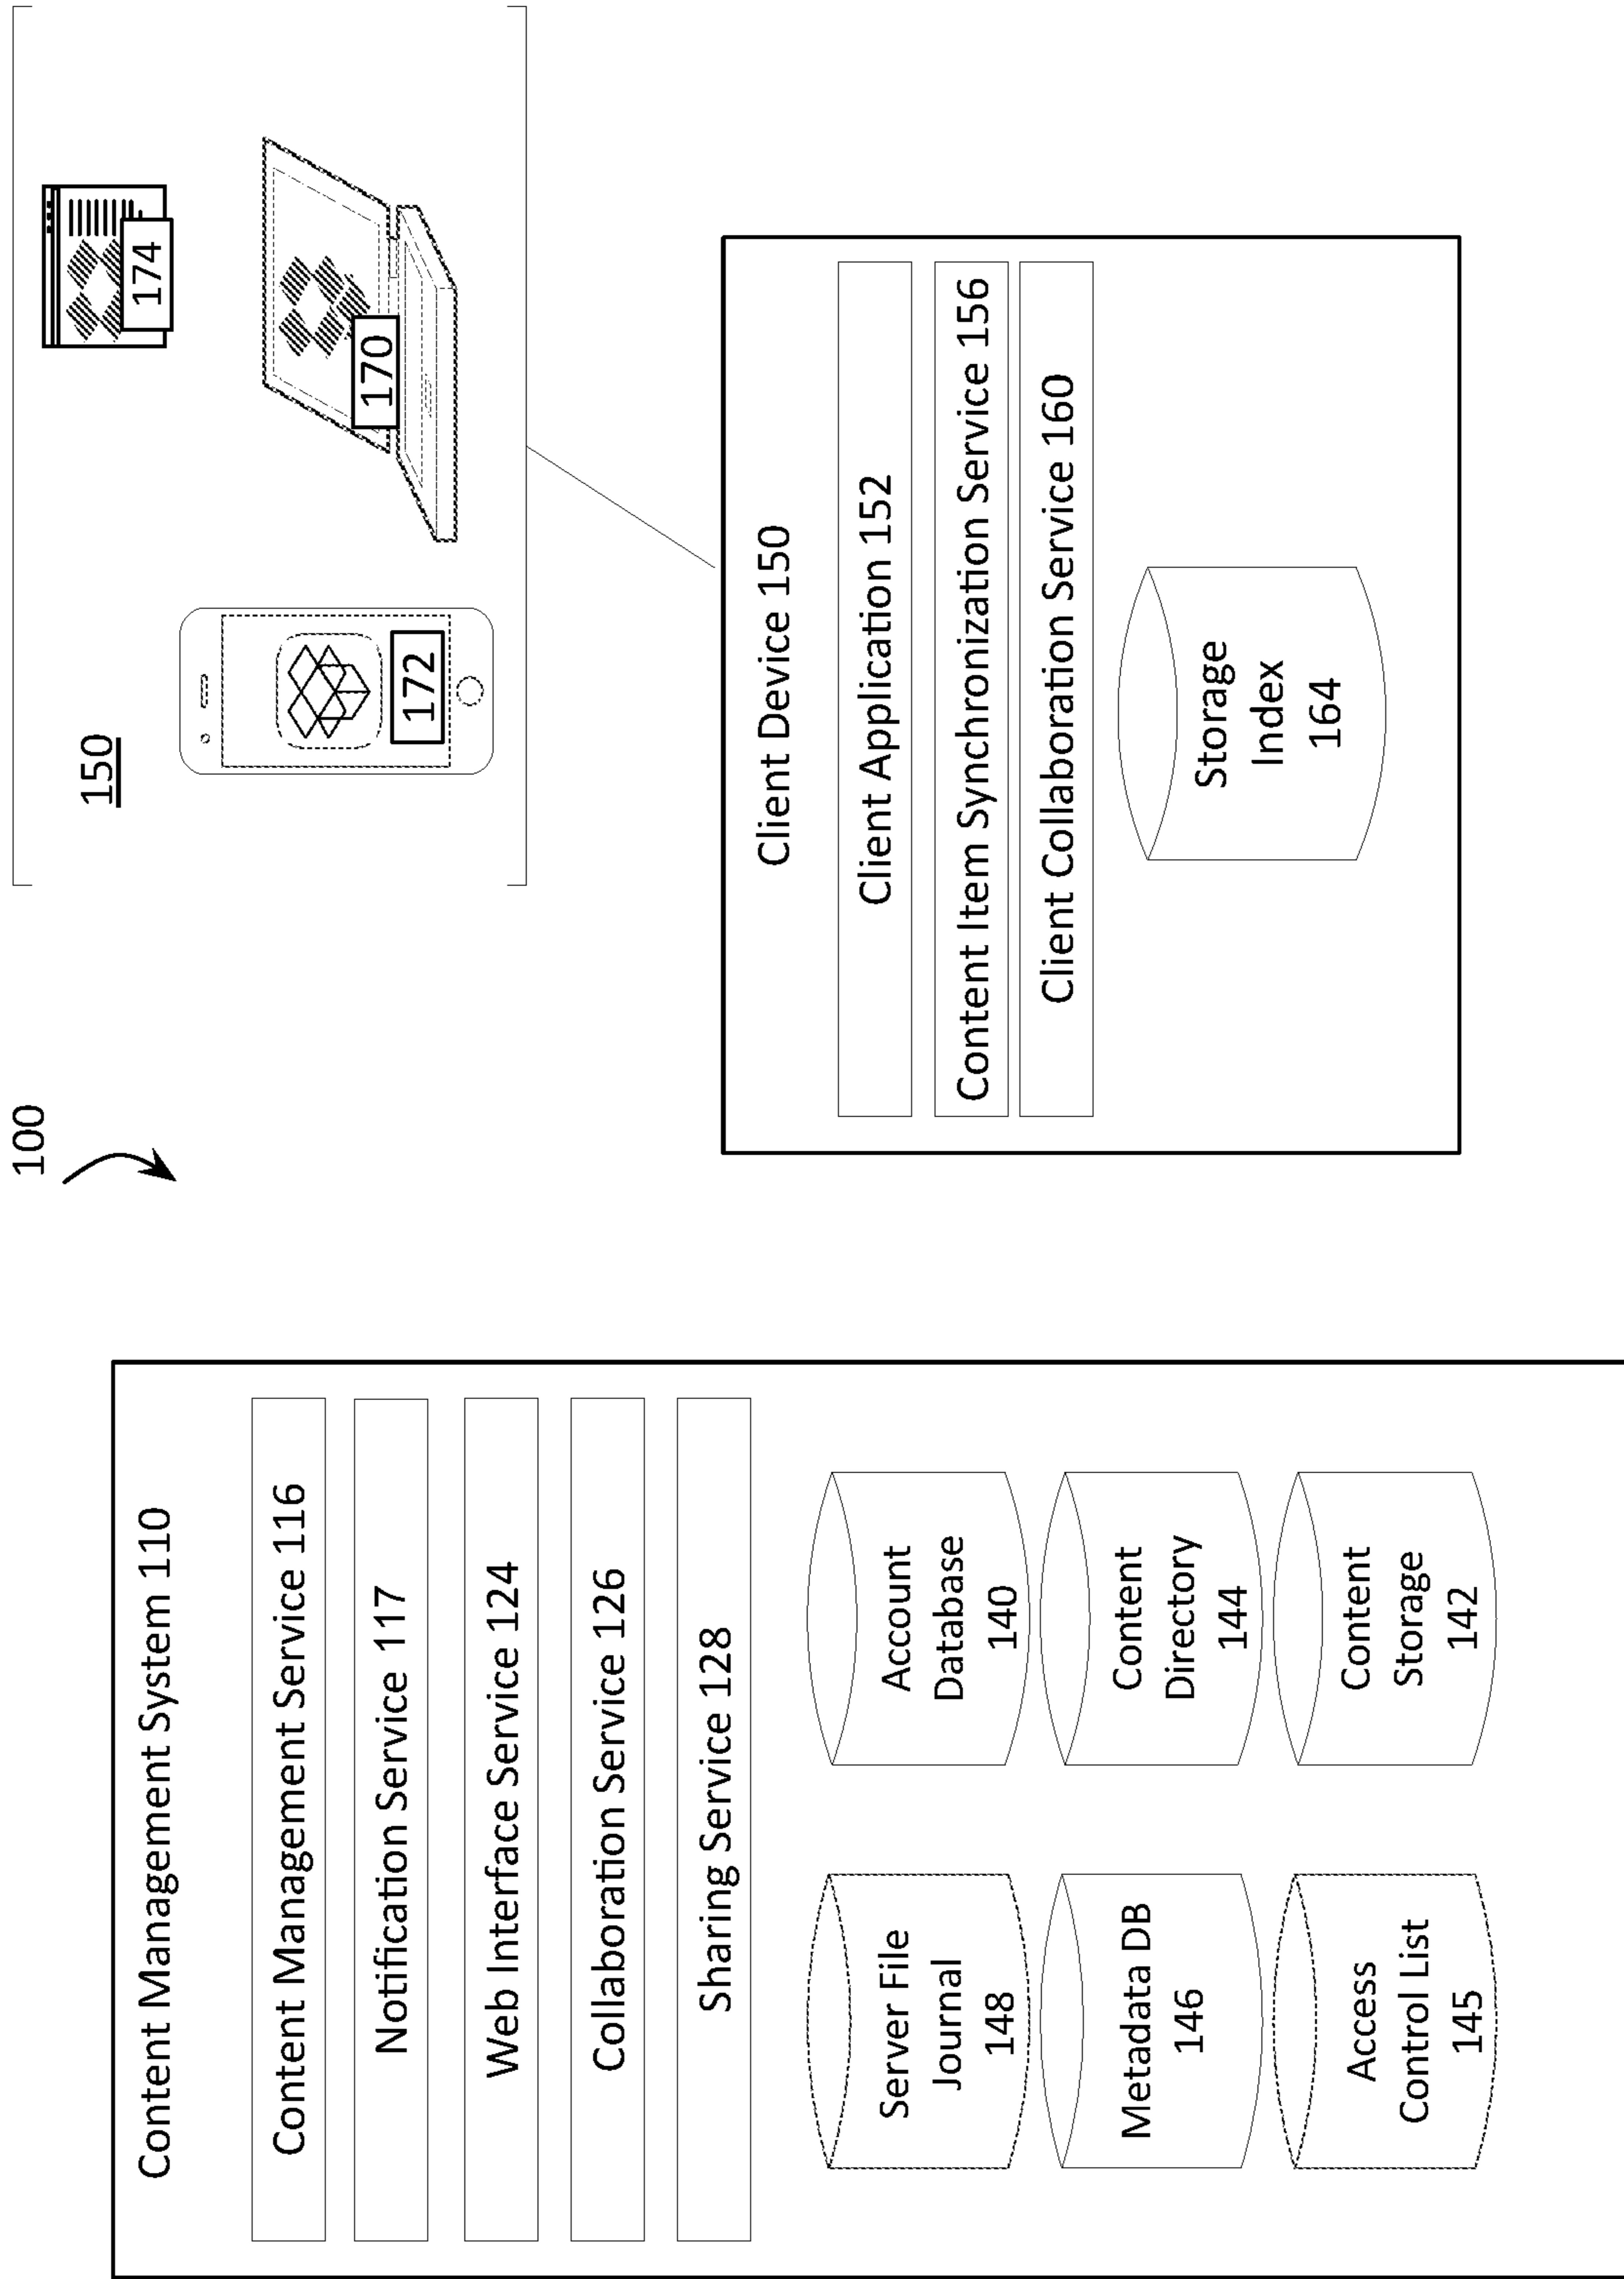 100
Content Management System 110
Content Management Service 116
Notification Service 117
Web Interface Service 124
Collaboration Service 126
Sharing Service 128
Server File
Journal
148
Account
Database
140
Metadata DB
146
Content
Directory
144
Access
Control List
145
Content
Storage
142
150
172
170
174
Client Device 150
Client Application 152
Content Item Synchronization Service 156
Client Collaboration Service 160
Storage
Index
164